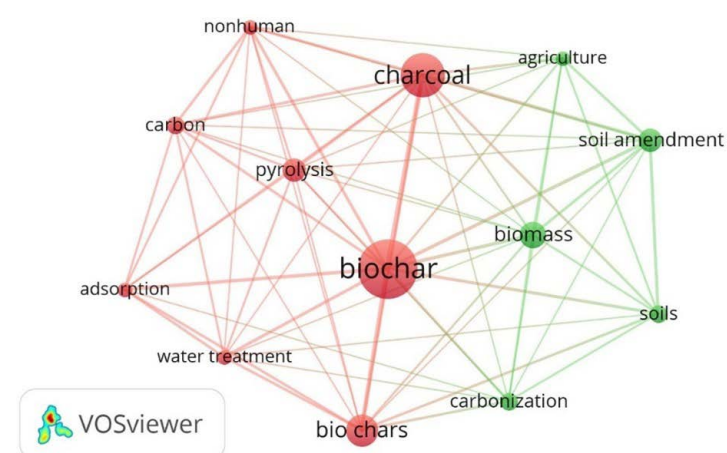 nonhuman
agriculture
charcoal
carbon
soil amendment
pyrolysis
biomass
biochar
adsorption
soils
water treatment
carbonization
bio chars
VOSviewer